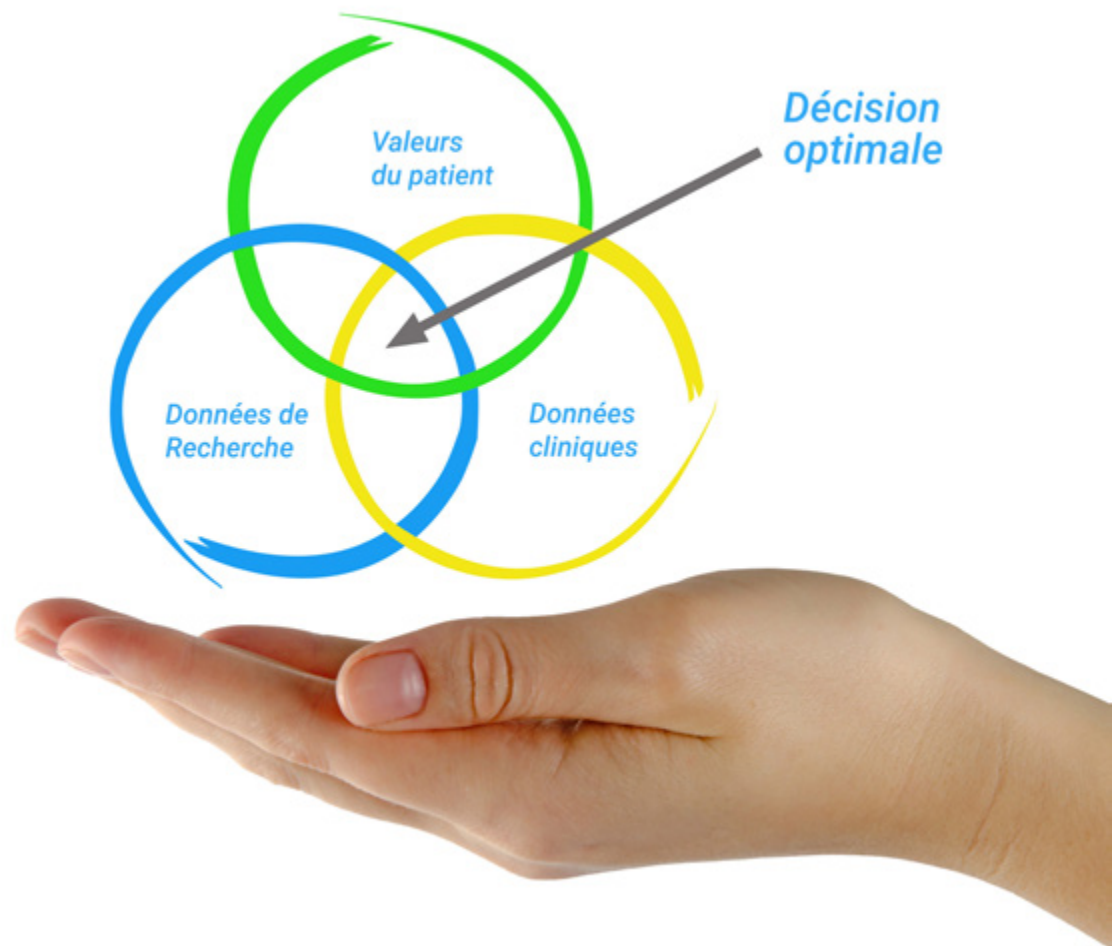 Décision
optimale
Valeurs
du patient
Données de
Recherche
Données
cliniques